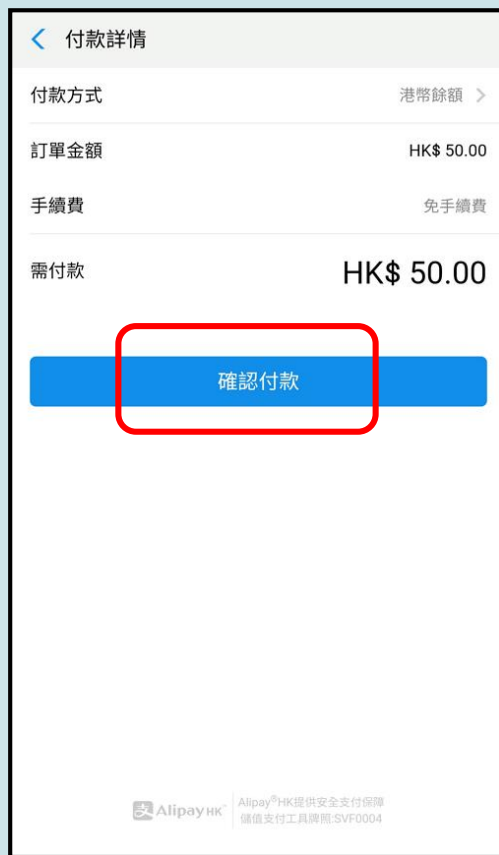 付款詳情
付款方式 港幣餘額
訂單金額 HK$ 50.00
手續費 免手續費
需付款 HK$ 50.00
確認付款
支 AlipayHK™ Alipay®HK提供安全支付保障
儲值支付工具牌照:SVF0004